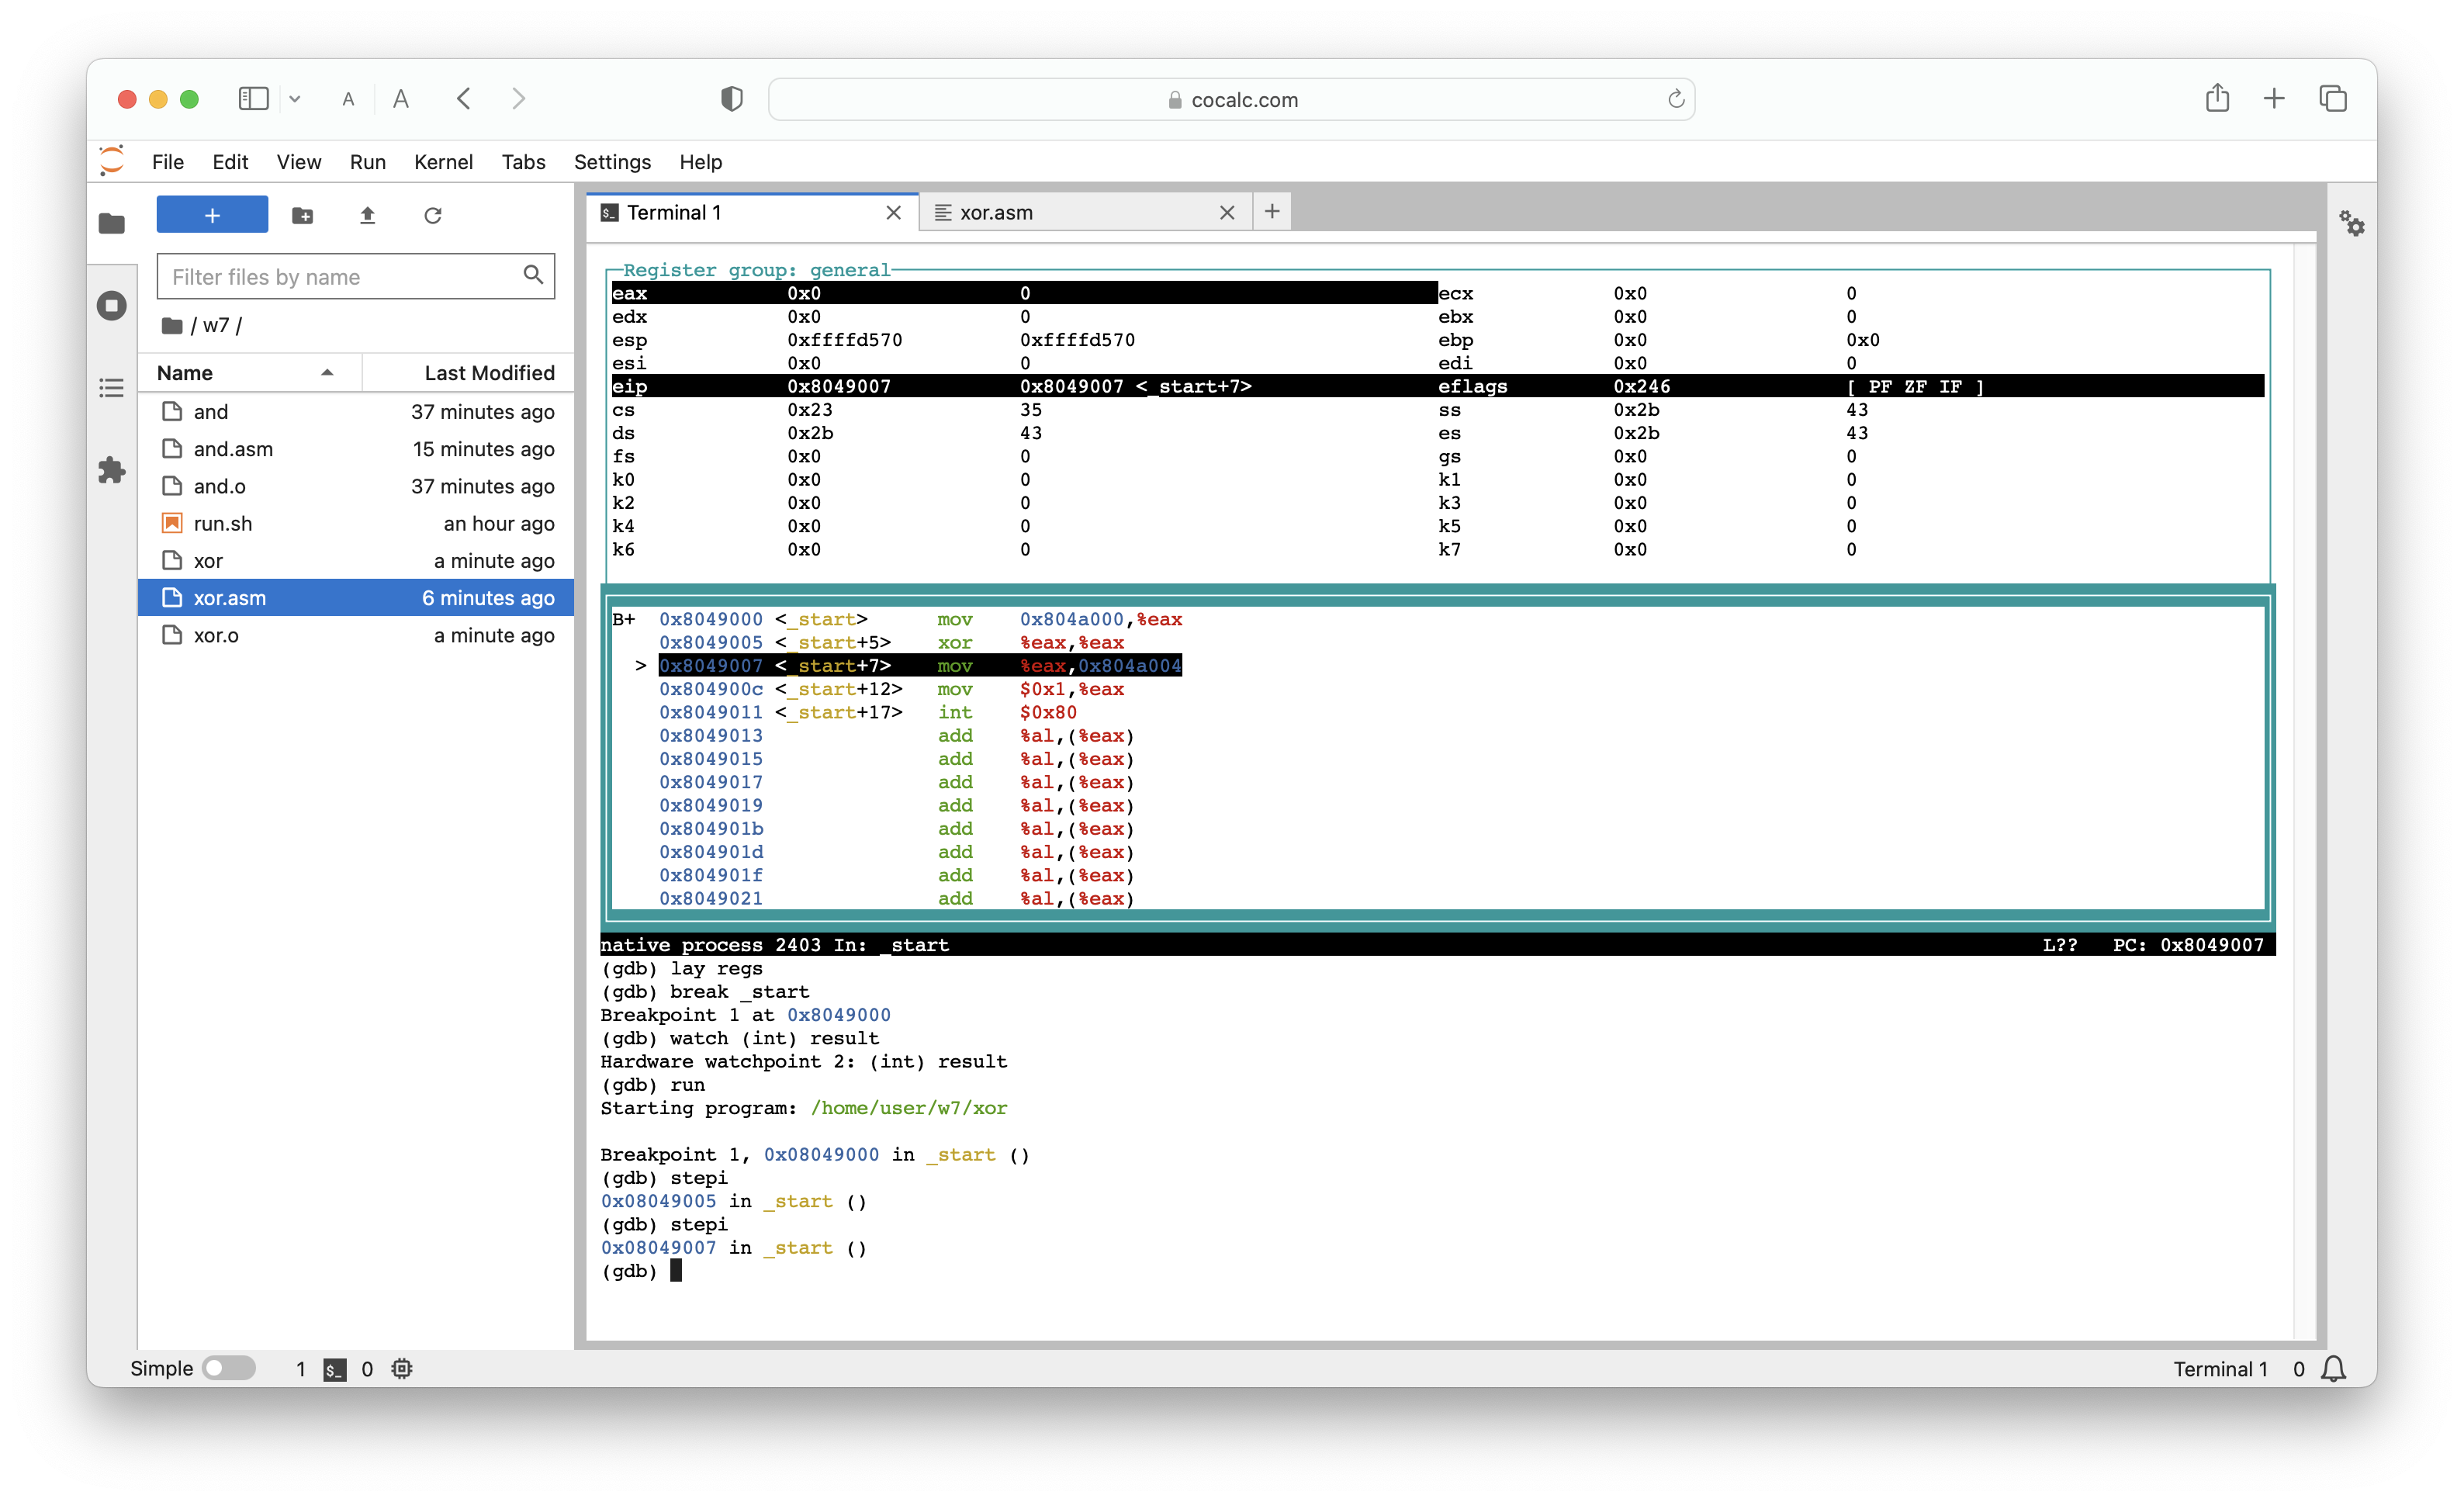 A A cocalc.com
File Edit View Run Kernel Tabs Settings Help
+
Filter files by name
/ w7 /
Name Last Modified
and 37 minutes ago
and.asm 15 minutes ago
and.o 37 minutes ago
run.sh an hour ago
xor a minute ago
xor.asm 6 minutes ago
xor.o a minute ago
$_ Terminal 1 xor.asm +
Register group: general
eax 0x0 0 ecx 0x0 0
edx 0x0 0 ebx 0x0 0
esp 0xffffd570 0xffffd570 ebp 0x0 0x0
esi 0x0 0 edi 0x0 0
eip 0x8049007 0x8049007 <_start+7> eflags 0x246 [ PF ZF IF ]
cs 0x23 35 ss 0x2b 43
ds 0x2b 43 es 0x2b 43
fs 0x0 0 gs 0x0 0
k0 0x0 0 k1 0x0 0
k2 0x0 0 k3 0x0 0
k4 0x0 0 k5 0x0 0
k6 0x0 0 k7 0x0 0
B+ 0x8049000 <_start> mov 0x804a000,%eax
0x8049005 <_start+5> xor %eax,%eax
> 0x8049007 <_start+7> mov %eax,0x804a004
0x804900c <_start+12> mov $0x1,%eax
0x8049011 <_start+17> int $0x80
0x8049013 add %al,(%eax)
0x8049015 add %al,(%eax)
0x8049017 add %al,(%eax)
0x8049019 add %al,(%eax)
0x804901b add %al,(%eax)
0x804901d add %al,(%eax)
0x804901f add %al,(%eax)
0x8049021 add %al,(%eax)
native process 2403 In: _start L?? PC: 0x8049007
(gdb) lay regs
(gdb) break _start
Breakpoint 1 at 0x8049000
(gdb) watch (int) result
Hardware watchpoint 2: (int) result
(gdb) run
Starting program: /home/user/w7/xor
Breakpoint 1, 0x08049000 in _start ()
(gdb) stepi
0x08049005 in _start ()
(gdb) stepi
0x08049007 in _start ()
(gdb)
Simple 1 $_ 0 Terminal 1 0